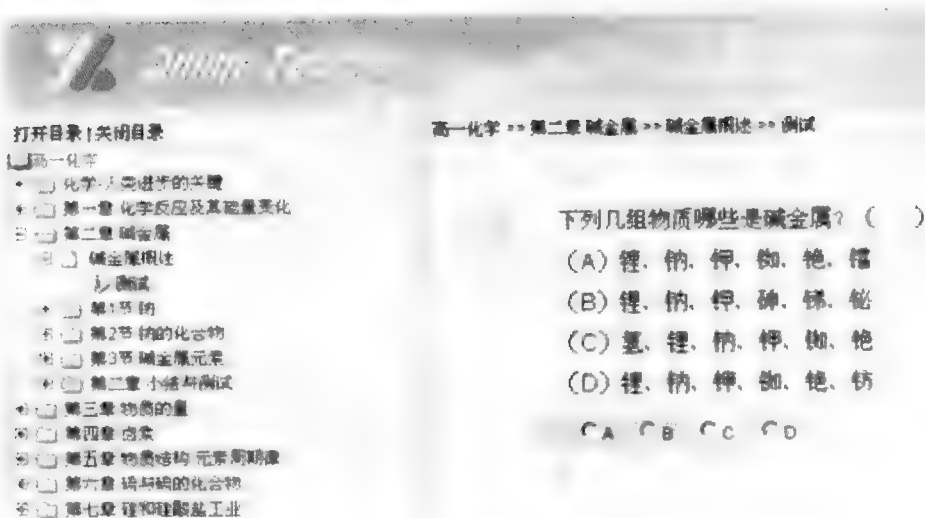 打开目录|关闭目录
高一化学 >> 第二章 碱金属 >> 碱金属概述 >> 测试
高一化学
化学-人类进步的关键
第一章 化学反应及其能量变化
第二章 碱金属
碱金属概述
测试
第1节 钠
第2节 钠的化合物
第3节 碱金属元素
第二章 小结与测试
第三章 物质的量
第四章 卤素
第五章 物质结构 元素周期律
第六章 硫与硫的化合物
第七章 硅和硅酸盐工业
下列几组物质哪些是碱金属？（ ）
(A) 锂、钠、钾、铷、铯、镭
(B) 锂、钠、钾、砷、锑、铋
(C) 氢、锂、钠、钾、铷、铯
(D) 锂、钠、钾、铷、铯、钫
A B C D